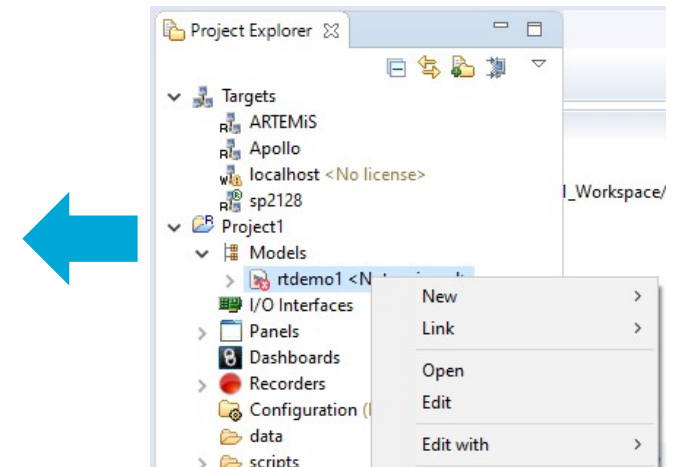 Project Explorer
Targets
ARTEMiS
Apollo
localhost <No license>
sp2128
l_Workspace/
Project1
Models
rtdemo1
I/O Interfaces
Panels
Dashboards
Recorders
Configuration
data
scripts
New
Link
Open
Edit
Edit with